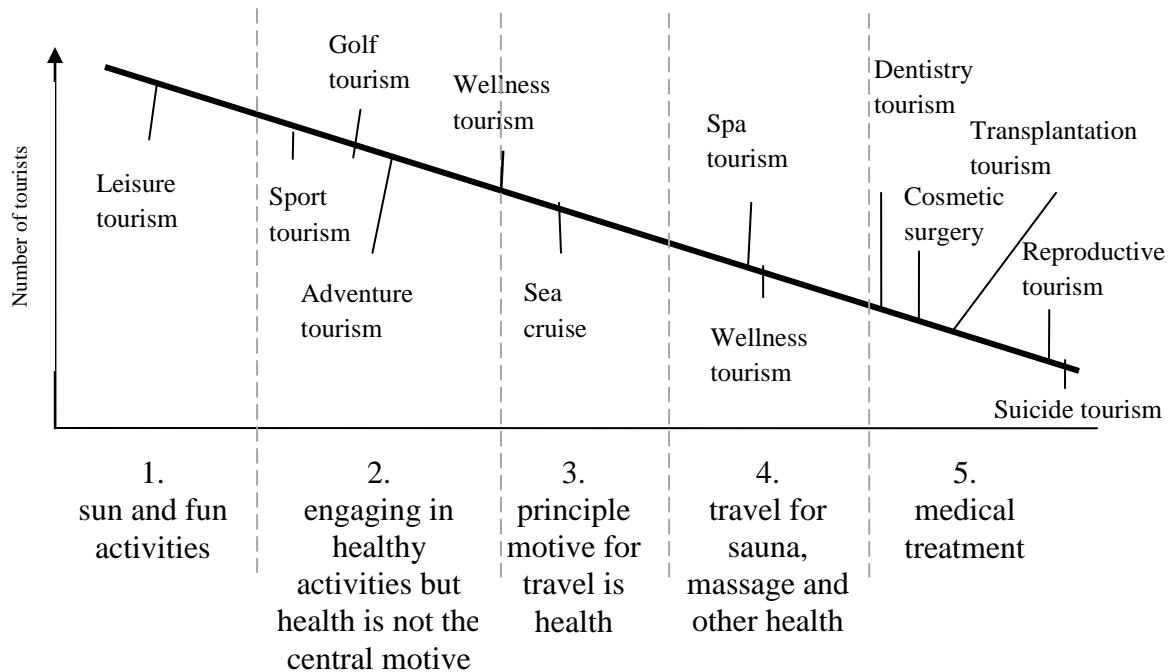 Number of tourists
Leisure
tourism
Golf
tourism
Sport
tourism
Adventure
tourism
Wellness
tourism
Sea
cruise
Spa
tourism
Wellness
tourism
Dentistry
tourism
Cosmetic
surgery
Transplantation
tourism
Reproductive
tourism
Suicide tourism
1.
sun and fun
activities
2.
engaging in
healthy
activities but
health is not the
central motive
3.
principle
motive for
travel is
health
4.
travel for
sauna,
massage and
other health
5.
medical
treatment